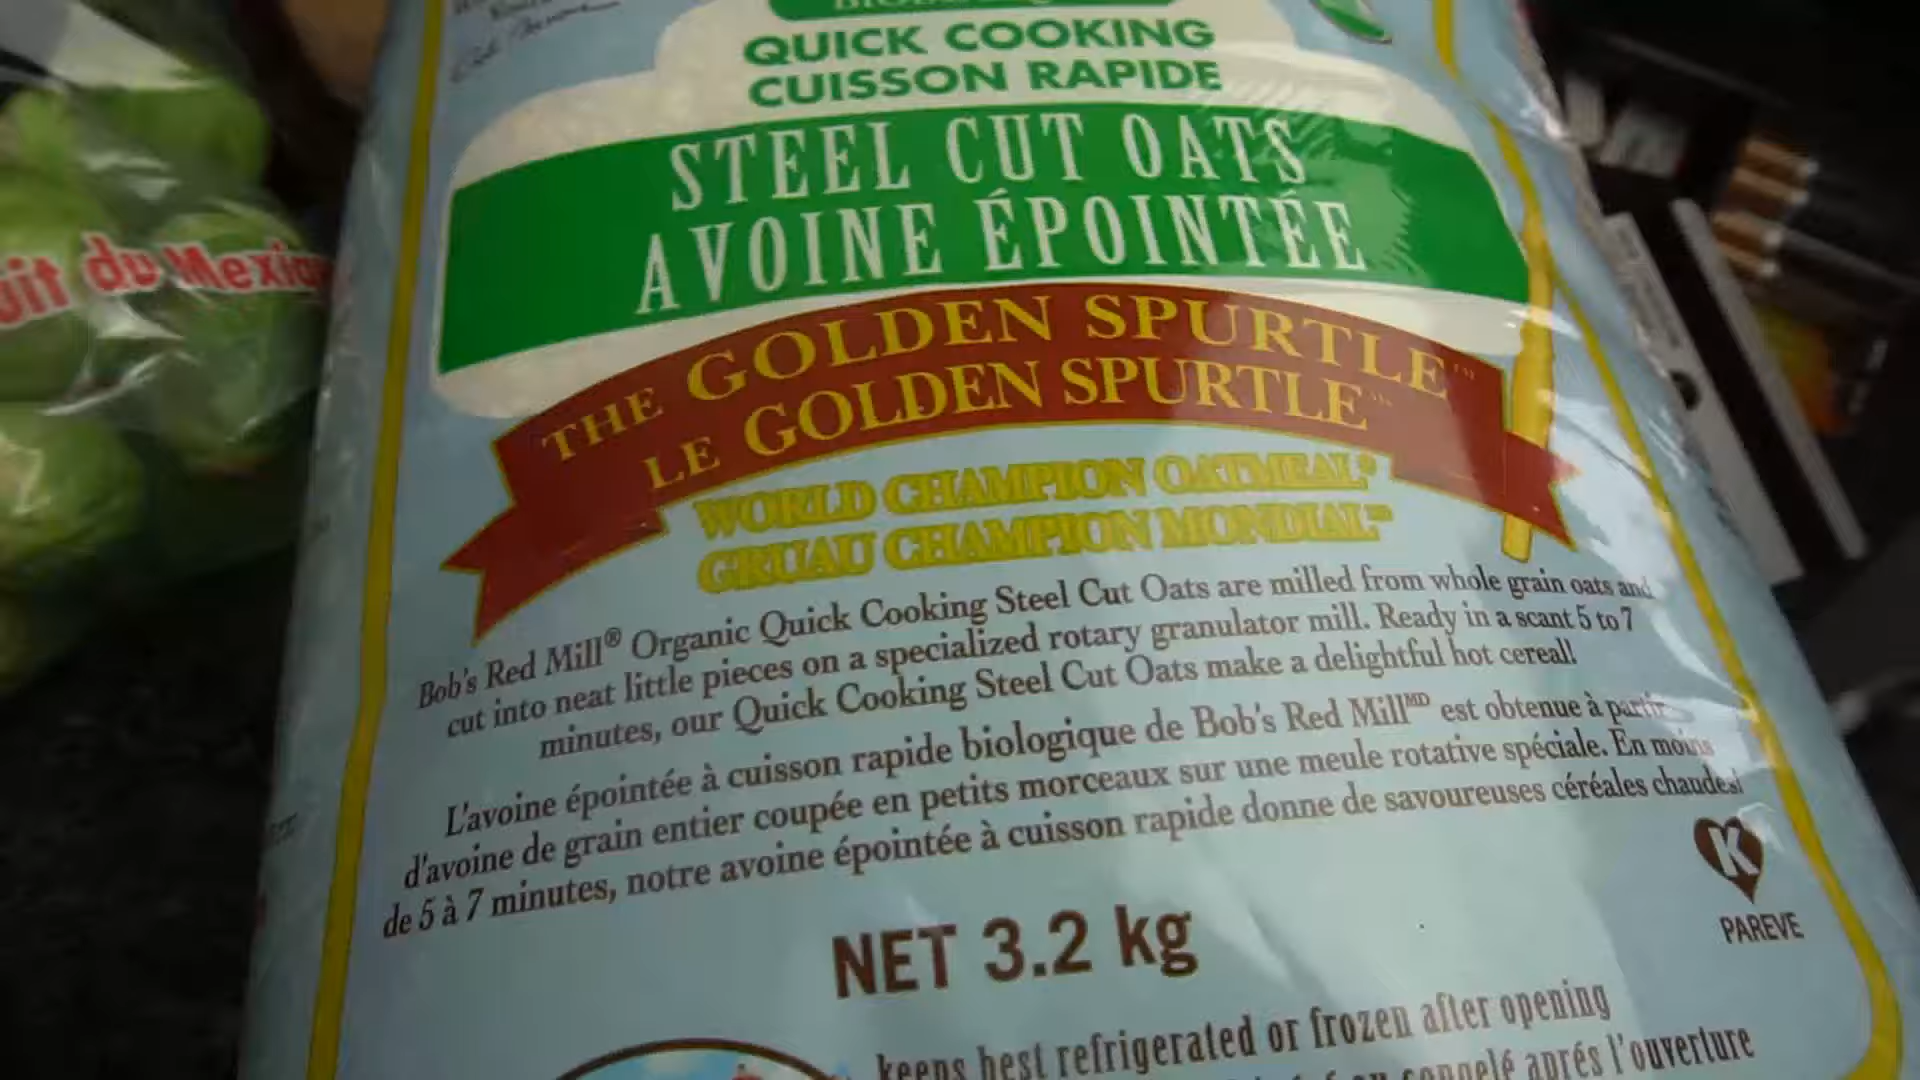 QUICK COOKING
CUISSON RAPIDE
STEEL CUT OATS
AVOINE ÉPOINTÉE
THE GOLDEN SPURTLE™
LE GOLDEN SPURTLE
WORLD CHAMPION OATMEAL®
GRUAU CHAMPION MONDIAL
Bob's Red Mill® Organic Quick Cooking Steel Cut Oats are milled from whole grain oats and
cut into neat little pieces on a specialized rotary granulator mill. Ready in a scant 5 to 7
minutes, our Quick Cooking Steel Cut Oats make a delightful hot cereal!
L'avoine épointée à cuisson rapide biologique de Bob's Red Mill MD est obtenue à partir
d'avoine de grain entier coupée en petits morceaux sur une meule rotative spéciale. En moins
de 5 à 7 minutes, notre avoine épointée à cuisson rapide donne de savoureuses céréales chaudes!
K
PAREVE
NET 3.2 kg
keeps best refrigerated or frozen after opening
aprés l'ouverture
uit du Mexi